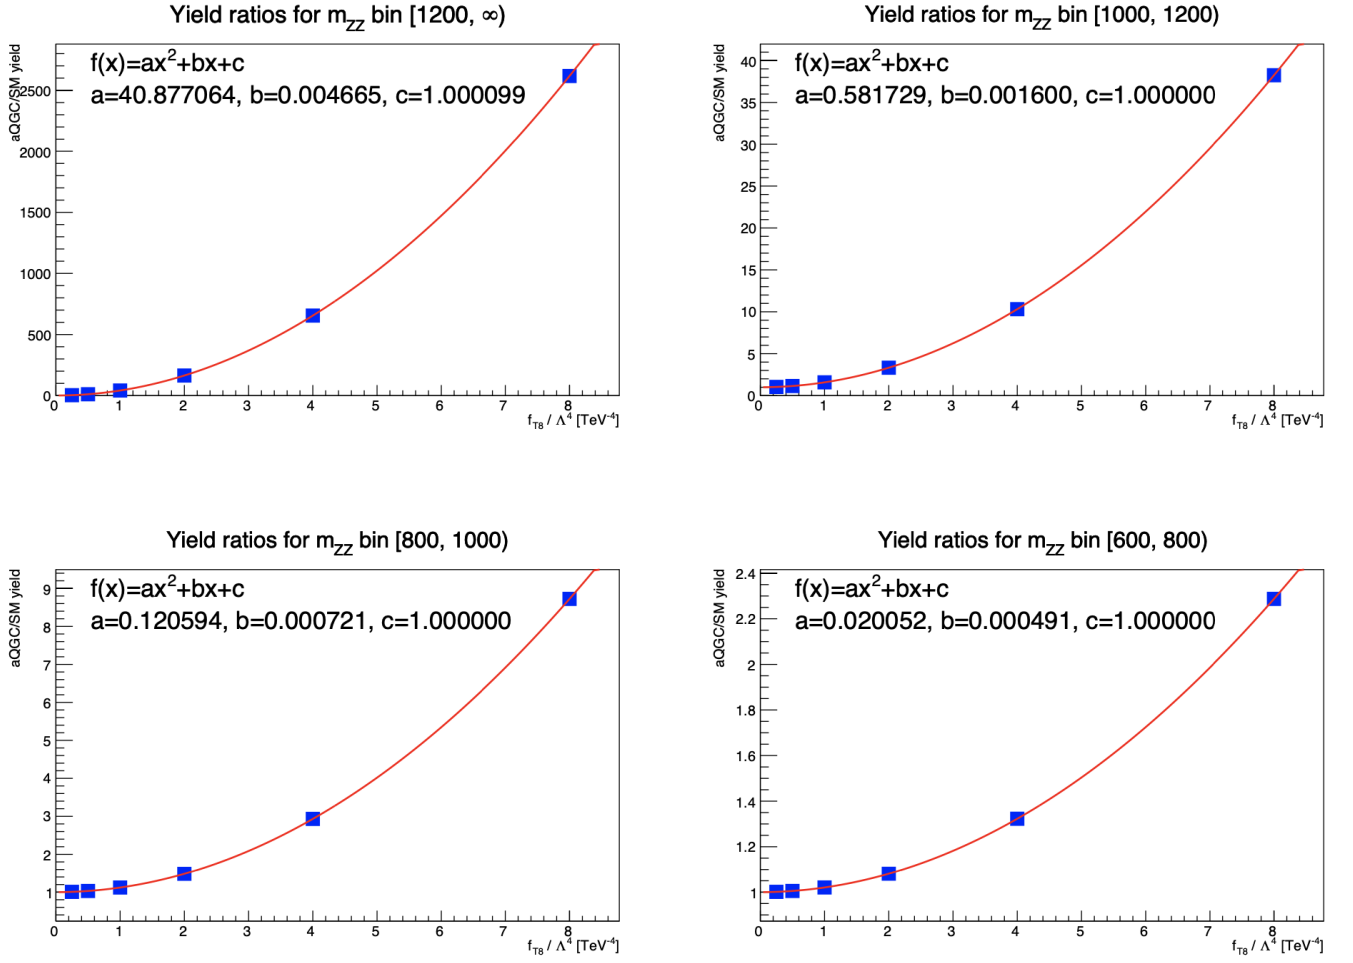 Yield ratios for m_ZZ bin [1200, ∞)
aQGC/SM yield
f(x)=ax²+bx+c
a=40.877064, b=0.004665, c=1.000099
2500
2000
1500
1000
500
0
0 1 2 3 4 5 6 7 8
f_T8 / Λ⁴ [TeV⁻⁴]
Yield ratios for m_ZZ bin [1000, 1200)
aQGC/SM yield
f(x)=ax²+bx+c
a=0.581729, b=0.001600, c=1.000000
40
35
30
25
20
15
10
5
0
0 1 2 3 4 5 6 7 8
f_T8 / Λ⁴ [TeV⁻⁴]
Yield ratios for m_ZZ bin [800, 1000)
aQGC/SM yield
f(x)=ax²+bx+c
a=0.120594, b=0.000721, c=1.000000
9
8
7
6
5
4
3
2
1
0 1 2 3 4 5 6 7 8
f_T8 / Λ⁴ [TeV⁻⁴]
Yield ratios for m_ZZ bin [600, 800)
aQGC/SM yield
f(x)=ax²+bx+c
a=0.020052, b=0.000491, c=1.000000
2.4
2.2
2
1.8
1.6
1.4
1.2
1
0 1 2 3 4 5 6 7 8
f_T8 / Λ⁴ [TeV⁻⁴]